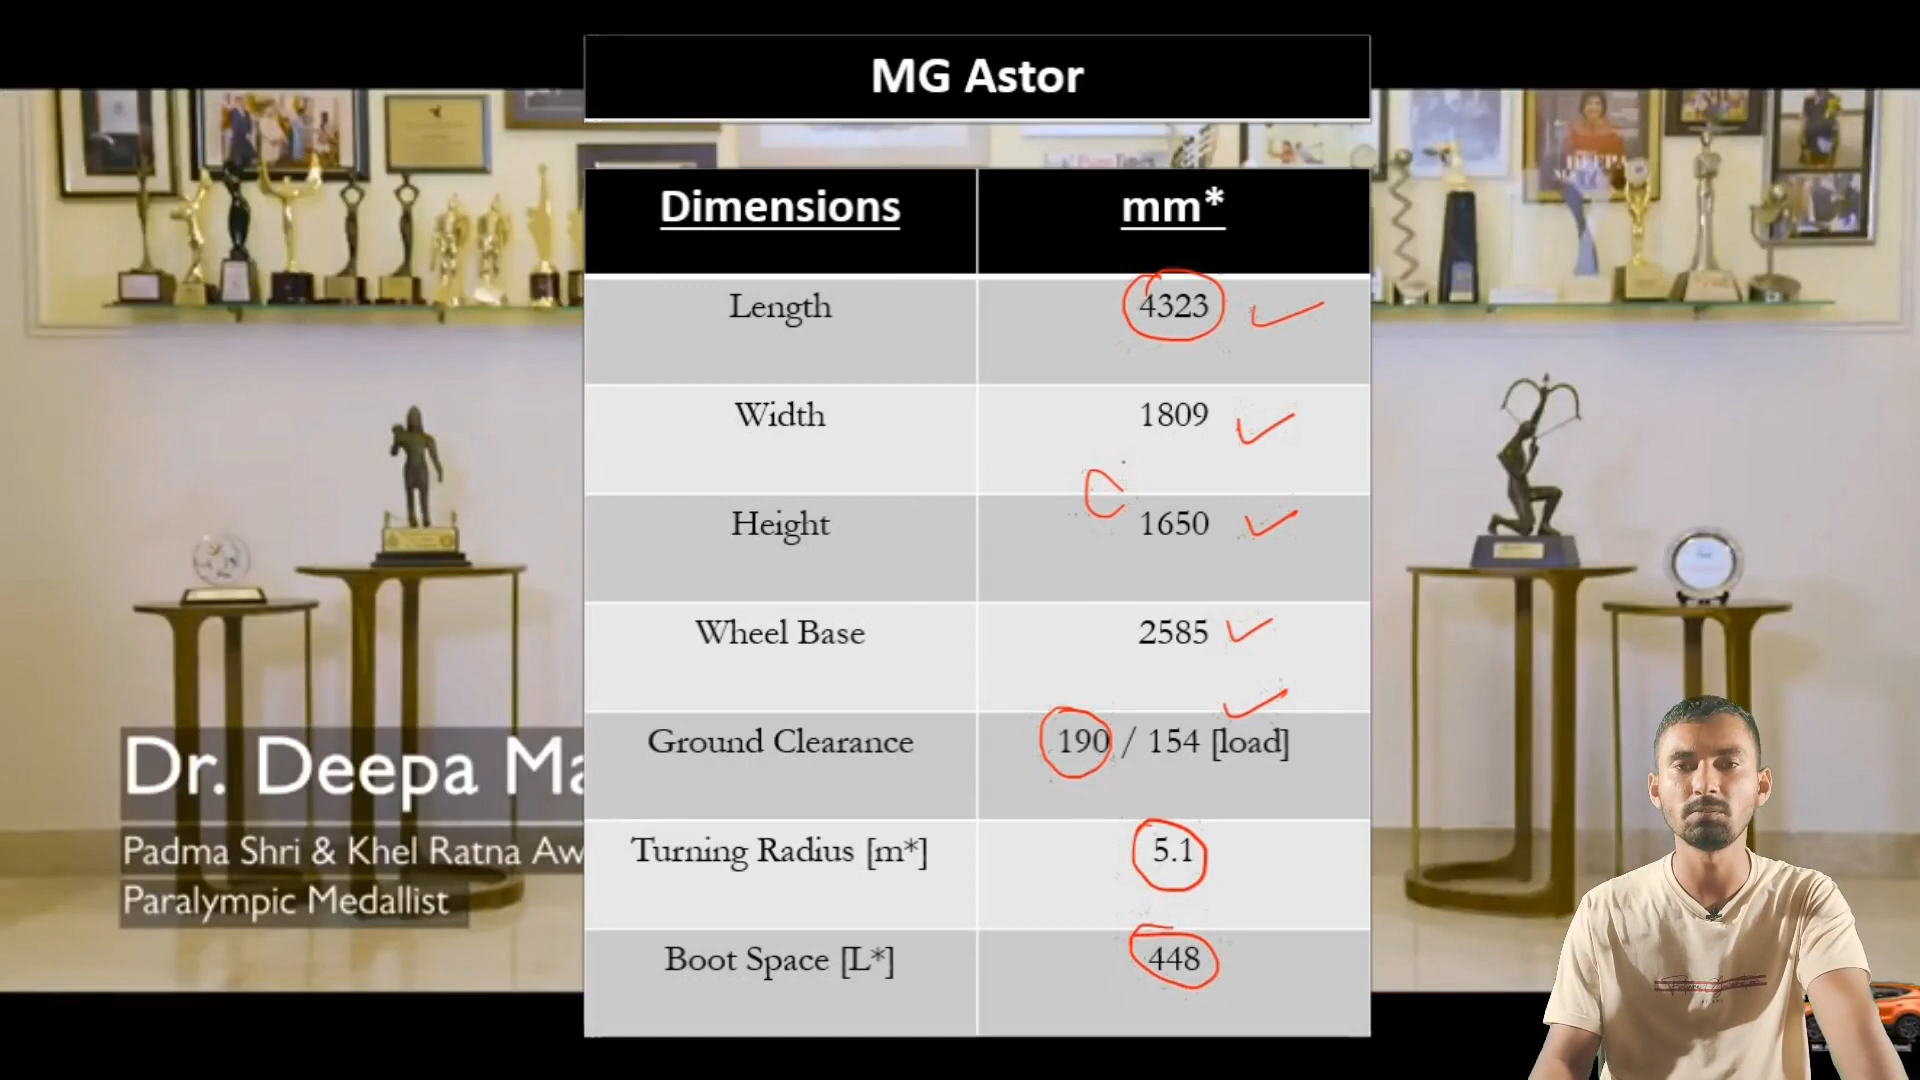 MG Astor
Dimensions mm*
Length 4323
Width 1809
Height 1650
Wheel Base 2585
Ground Clearance 190 / 154 [load]
Turning Radius [m*] 5.1
Boot Space [L*] 448
Dr. Deepa Ma
Padma Shri & Khel Ratna Aw
Paralympic Medallist
DEEPA